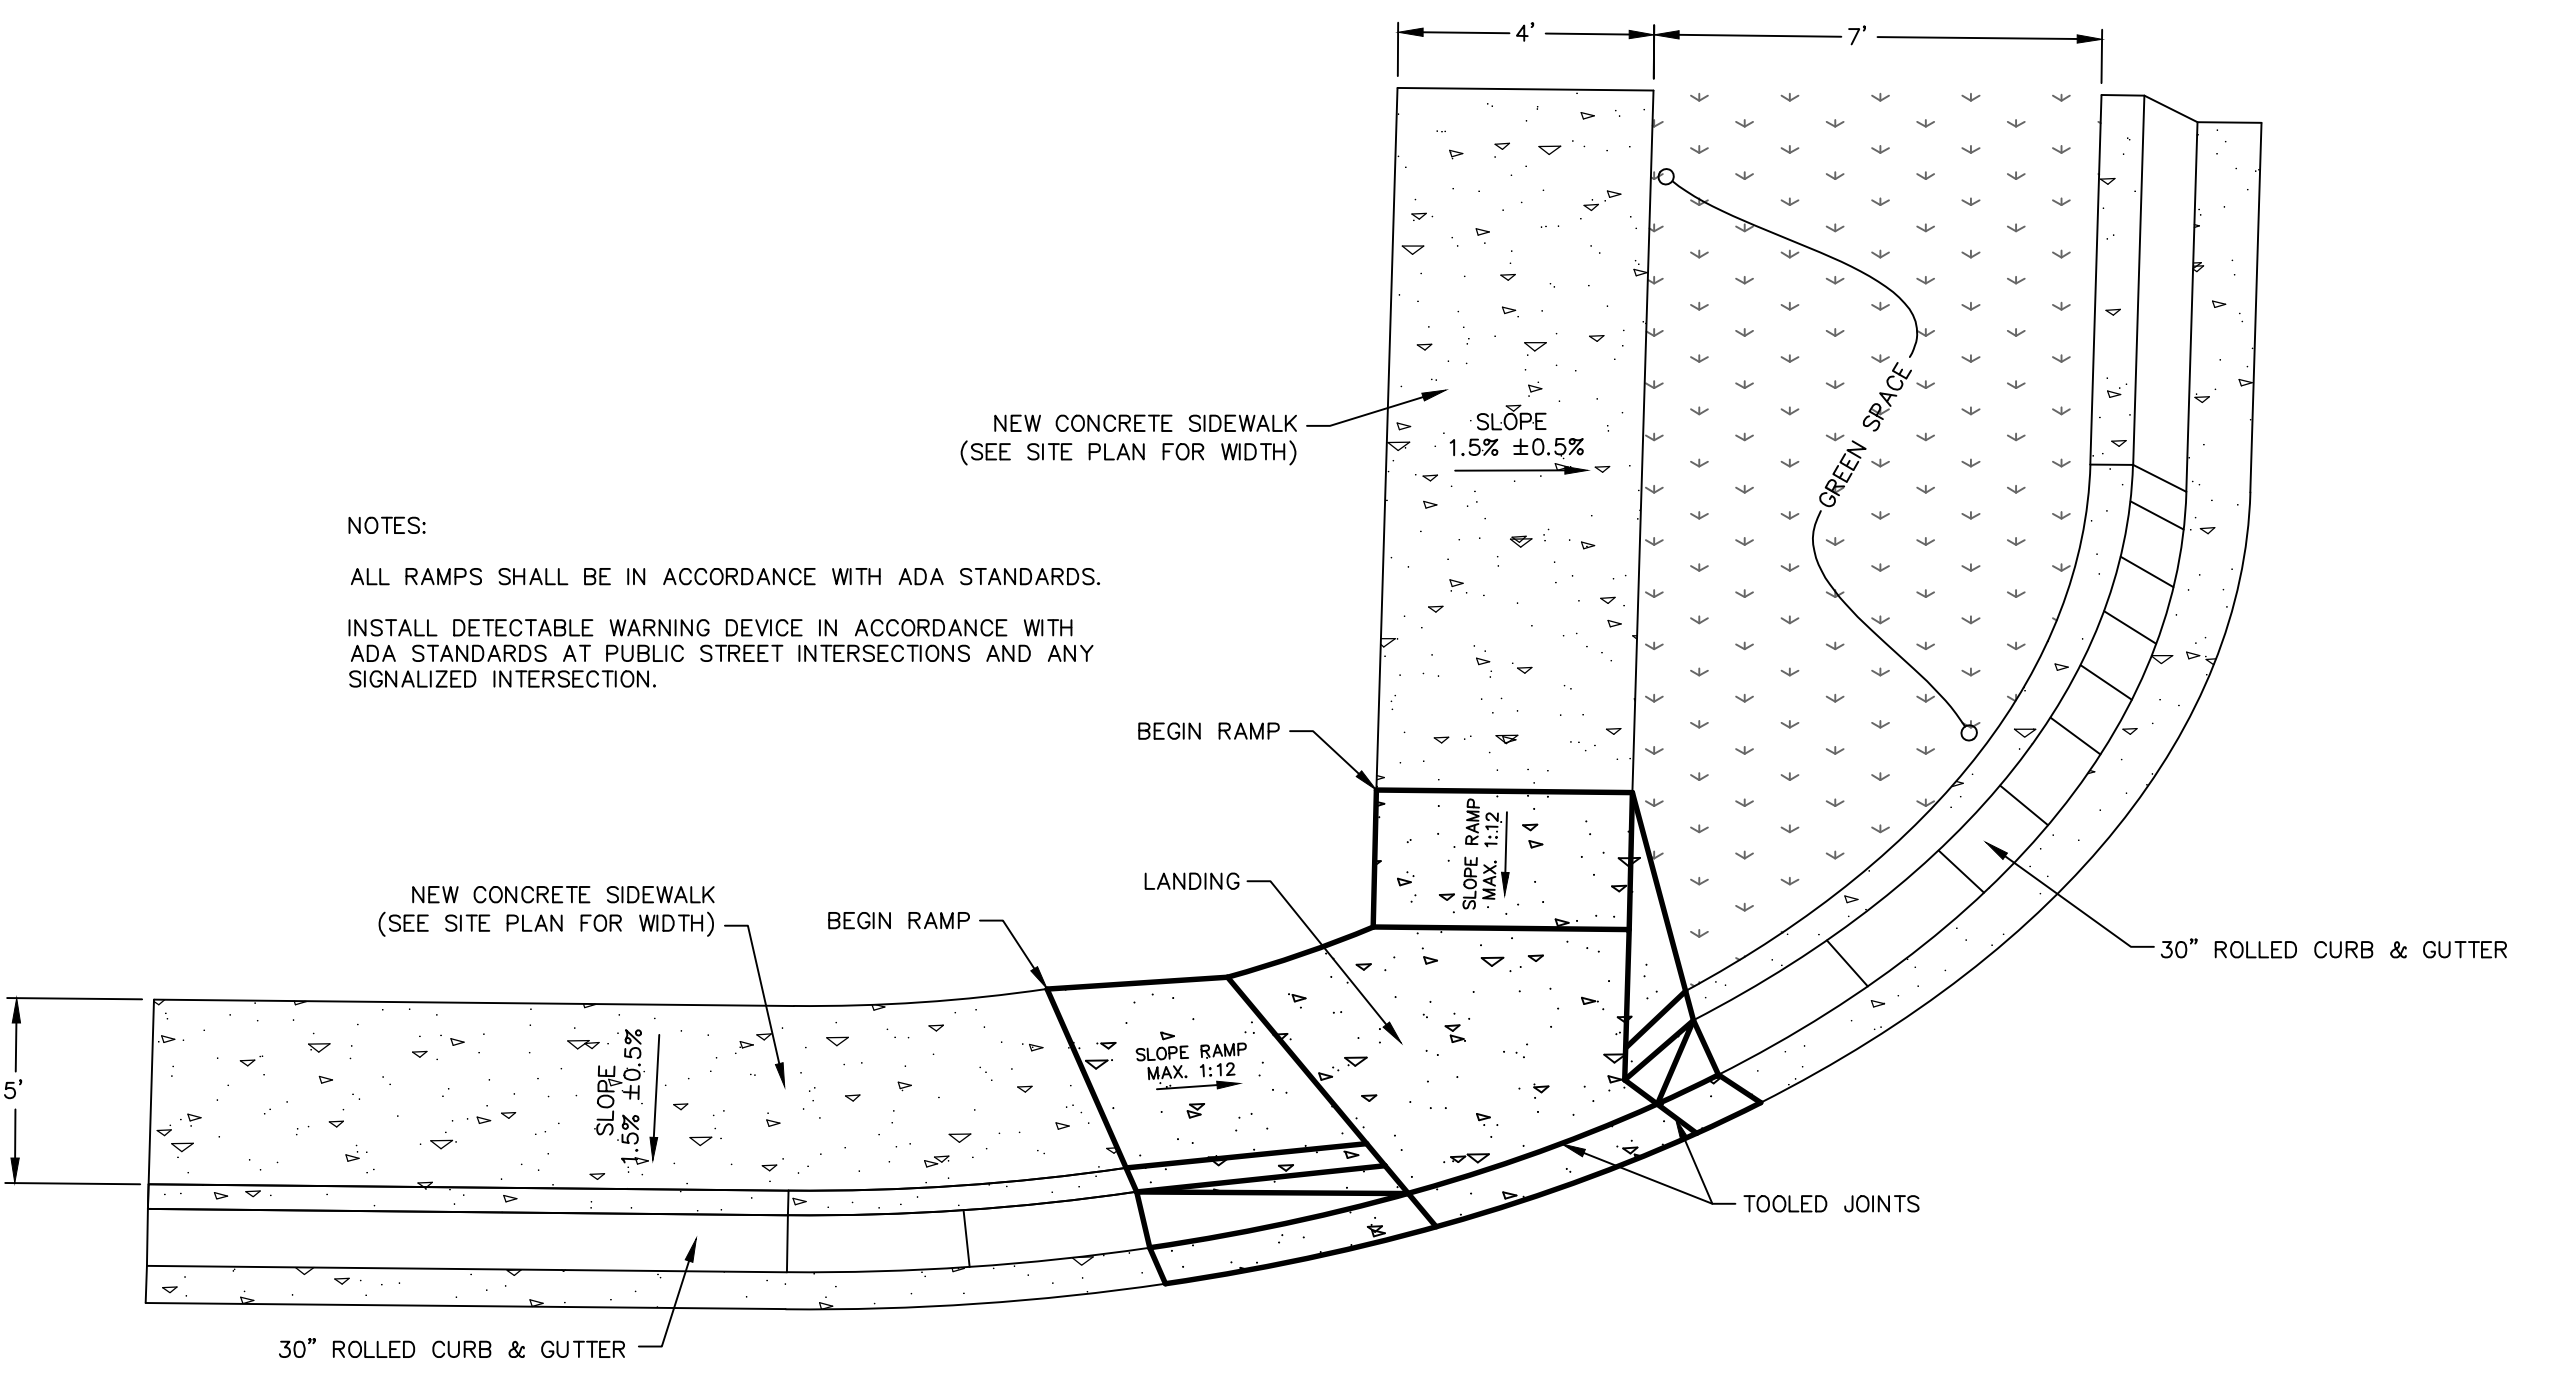 4'
7'
NEW CONCRETE SIDEWALK
(SEE SITE PLAN FOR WIDTH)
SLOPE
1.5% ±0.5%
GREEN SPACE
NOTES:
ALL RAMPS SHALL BE IN ACCORDANCE WITH ADA STANDARDS.
INSTALL DETECTABLE WARNING DEVICE IN ACCORDANCE WITH
ADA STANDARDS AT PUBLIC STREET INTERSECTIONS AND ANY
SIGNALIZED INTERSECTION.
BEGIN RAMP
SLOPE RAMP
MAX. 1:12
LANDING
NEW CONCRETE SIDEWALK
(SEE SITE PLAN FOR WIDTH)
BEGIN RAMP
30" ROLLED CURB & GUTTER
SLOPE RAMP
MAX. 1:12
5'
SLOPE
1.5% ±0.5%
TOOLED JOINTS
30" ROLLED CURB & GUTTER